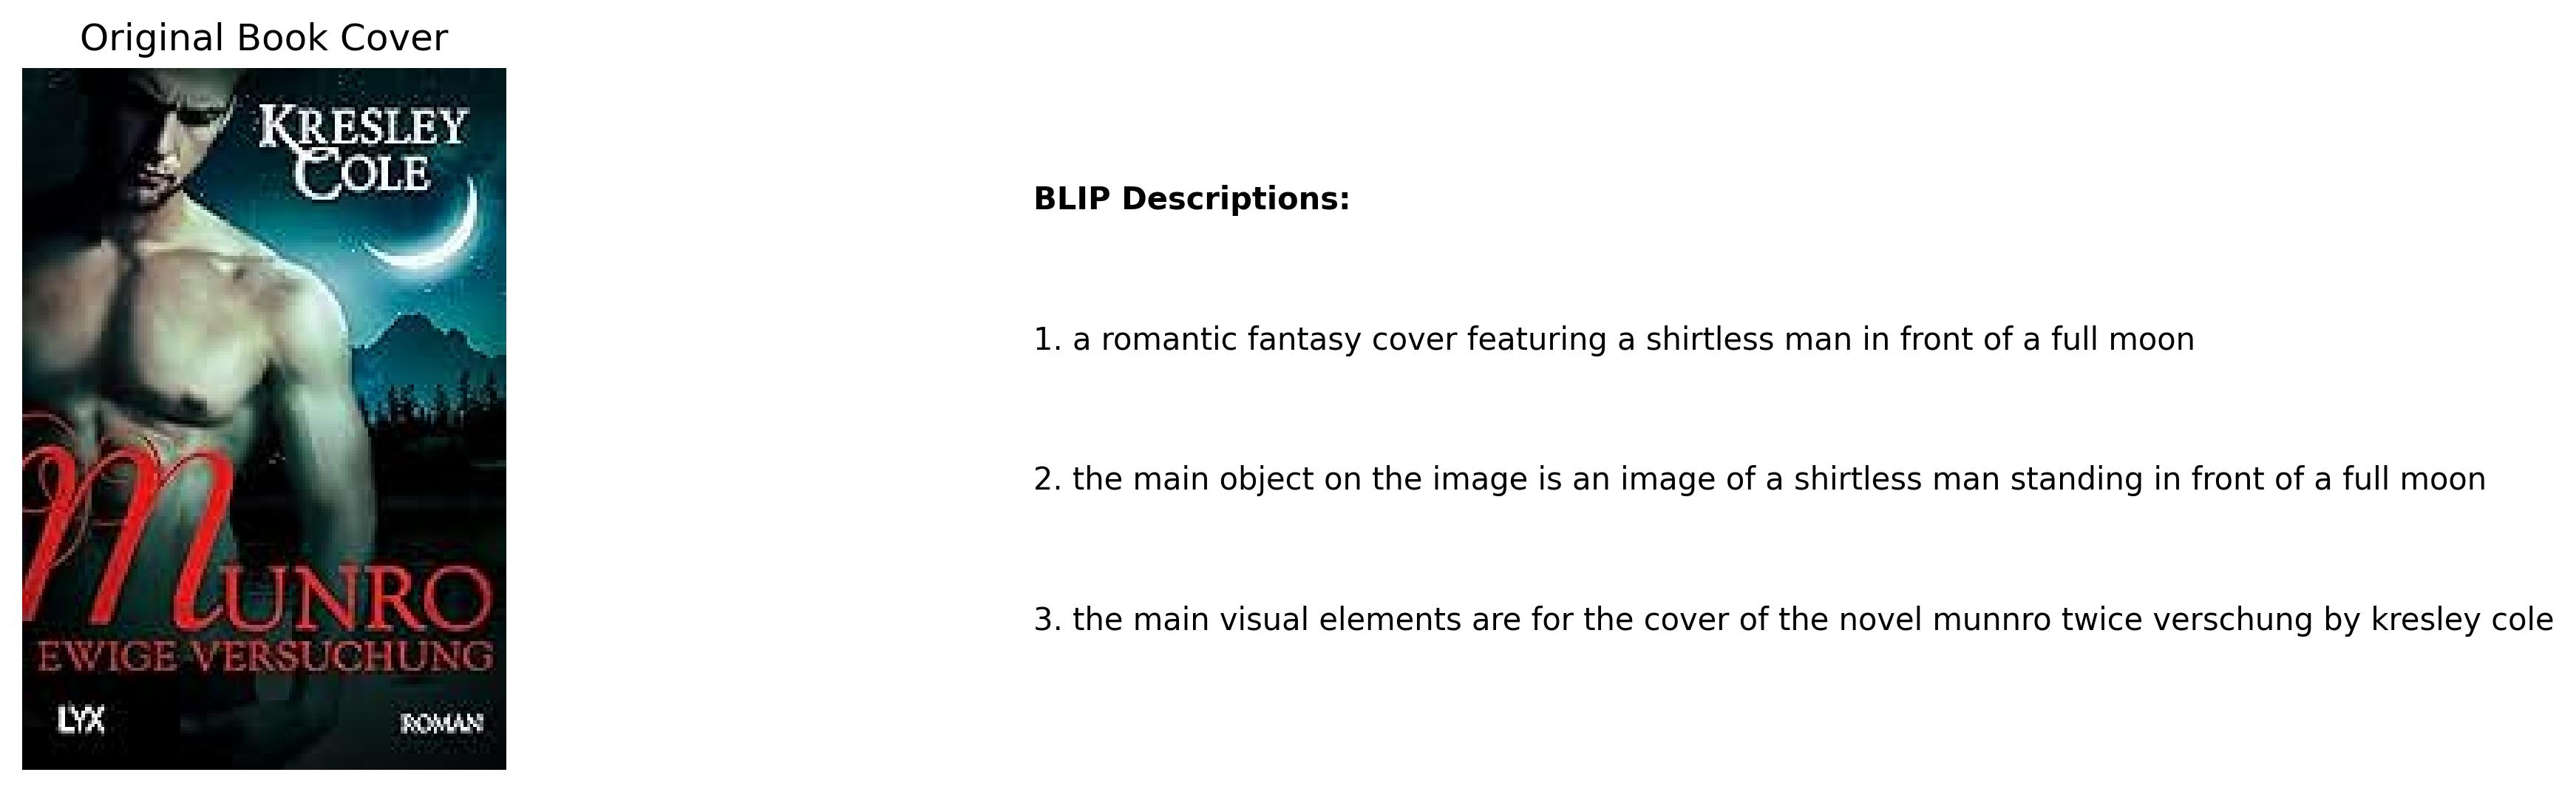 Original Book Cover
KRESLEY
COLE
MUNRO
EWIGE VERSUCHUNG
LYX
ROMAN
BLIP Descriptions:
1. a romantic fantasy cover featuring a shirtless man in front of a full moon
2. the main object on the image is an image of a shirtless man standing in front of a full moon
3. the main visual elements are for the cover of the novel munnro twice verschung by kresley cole